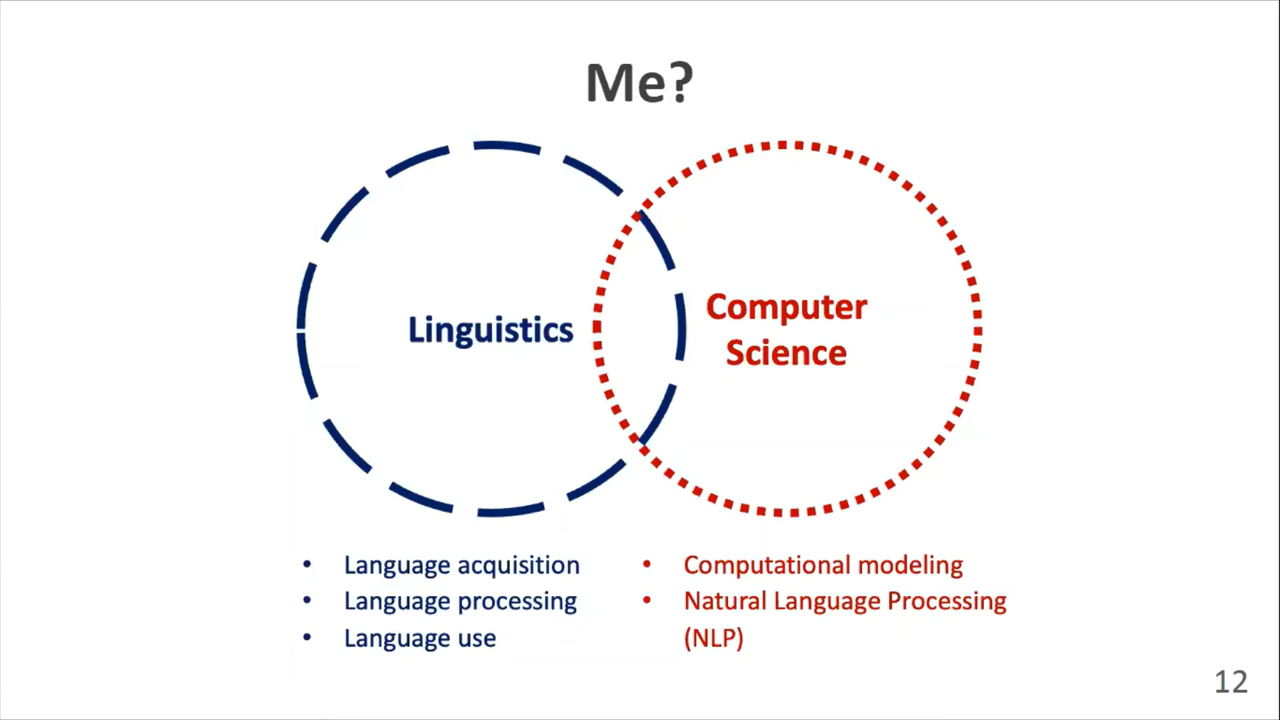 Me?
Linguistics
Computer
Science
• Language acquisition
• Language processing
• Language use
• Computational modeling
• Natural Language Processing
(NLP)
12